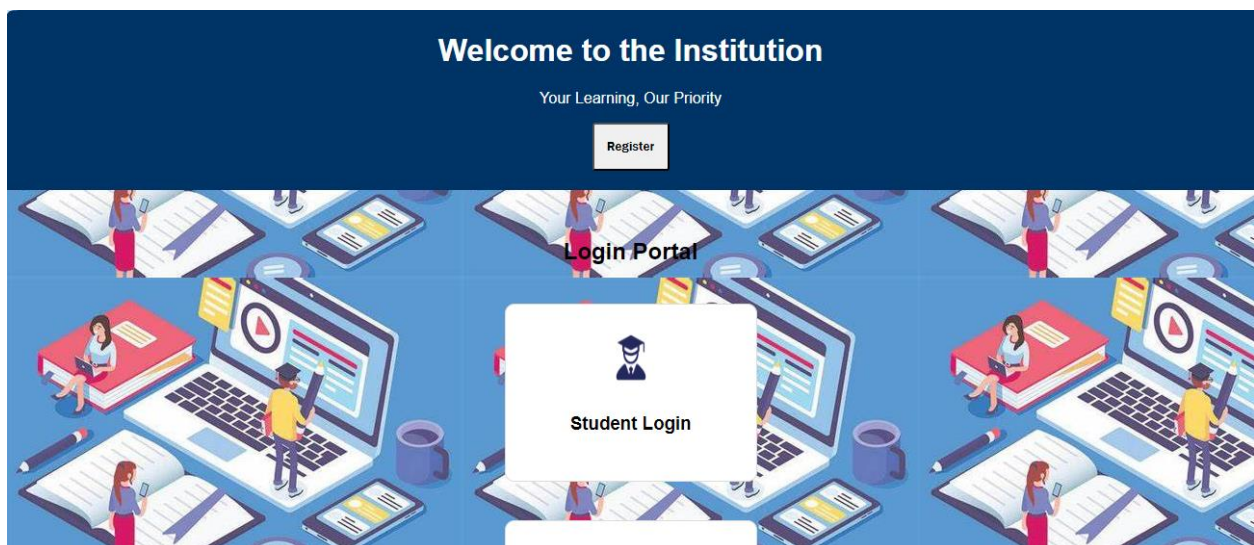 Welcome to the Institution
Your Learning, Our Priority
Register
Login Portal
Student Login